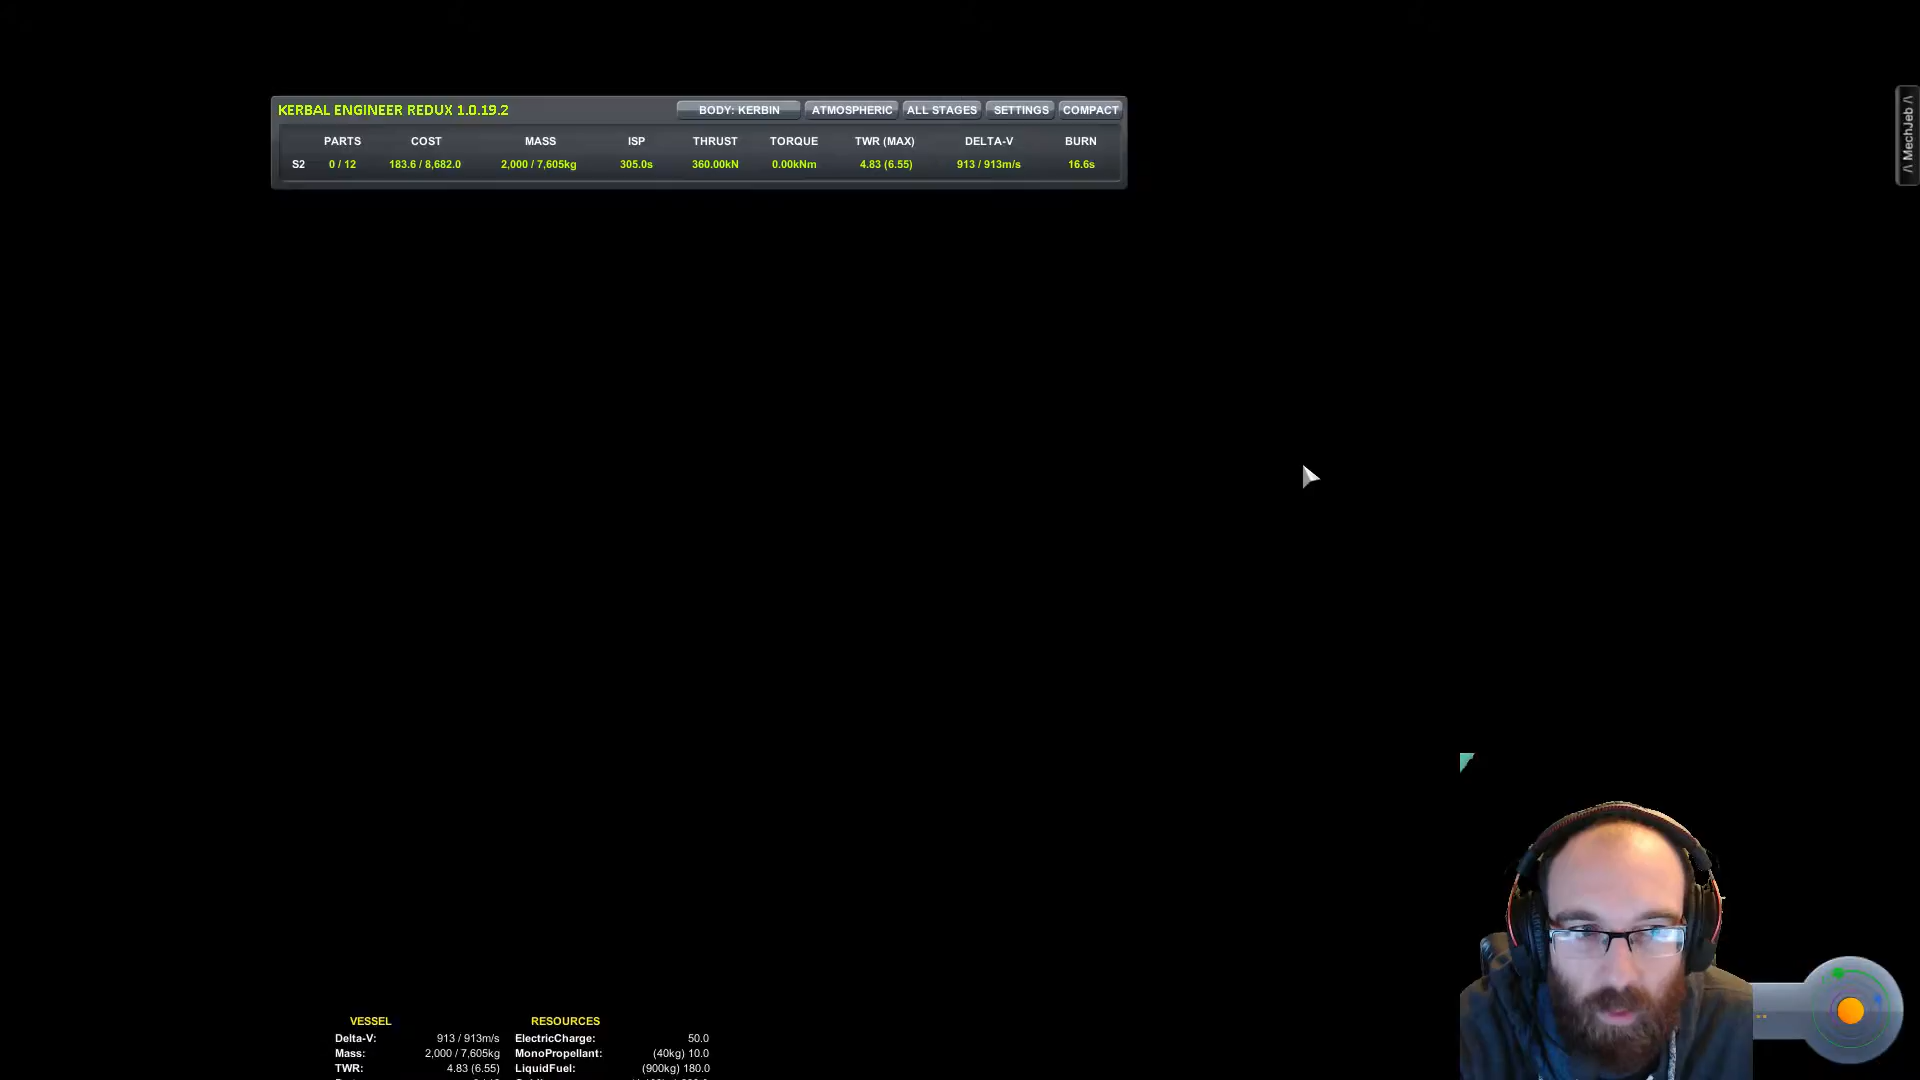 KERBAL ENGINEER REDUX 1.0.19.2
BODY: KERBIN ATMOSPHERIC ALL STAGES SETTINGS COMPACT
PARTS COST MASS ISP THRUST TORQUE TWR (MAX) DELTA-V BURN
S2 0 / 12 183.6 / 8,682.0 2,000 / 7,605kg 305.0s 360.00kN 0.00kNm 4.83 (6.55) 913 / 913m/s 16.6s
/\ MechJeb /\
VESSEL RESOURCES
Delta-V: 913 / 913m/s ElectricCharge: 50.0
Mass: 2,000 / 7,605kg MonoPropellant: (40kg) 10.0
TWR: 4.83 (6.55) LiquidFuel: (900kg) 180.0